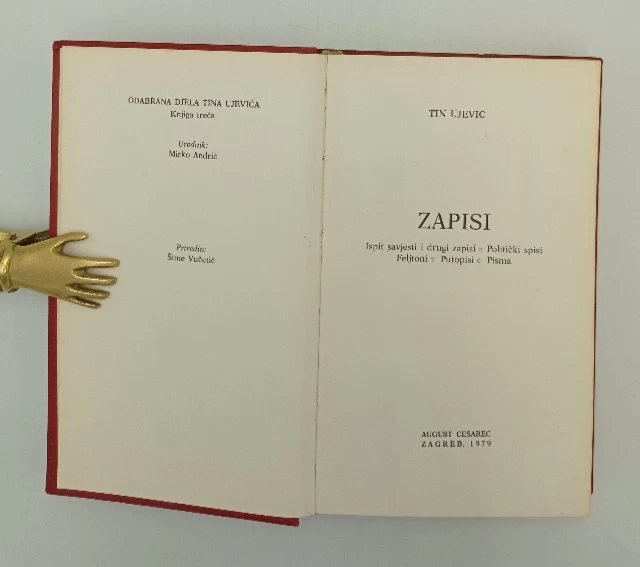 ODABRANA DJELA TINA UJEVIĆA
Knjiga treća
Urednik:
Mirko Andrić
Priredio:
Šime Vučetić
TIN UJEVIĆ
ZAPISI
Ispit savjesti i drugi zapisi ○ Politički spisi
Feljtoni ○ Putopisi ○ Pisma
AUGUST CESAREC
ZAGREB, 1979